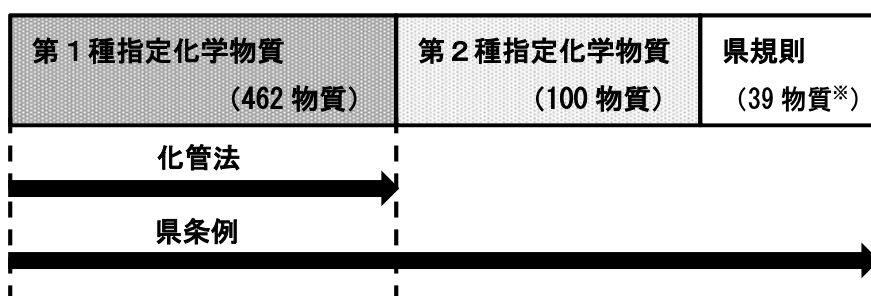 第１種指定化学物質
（462 物質）
第２種指定化学物質
（100 物質）
県規則
（39 物質※）
化管法
県条例